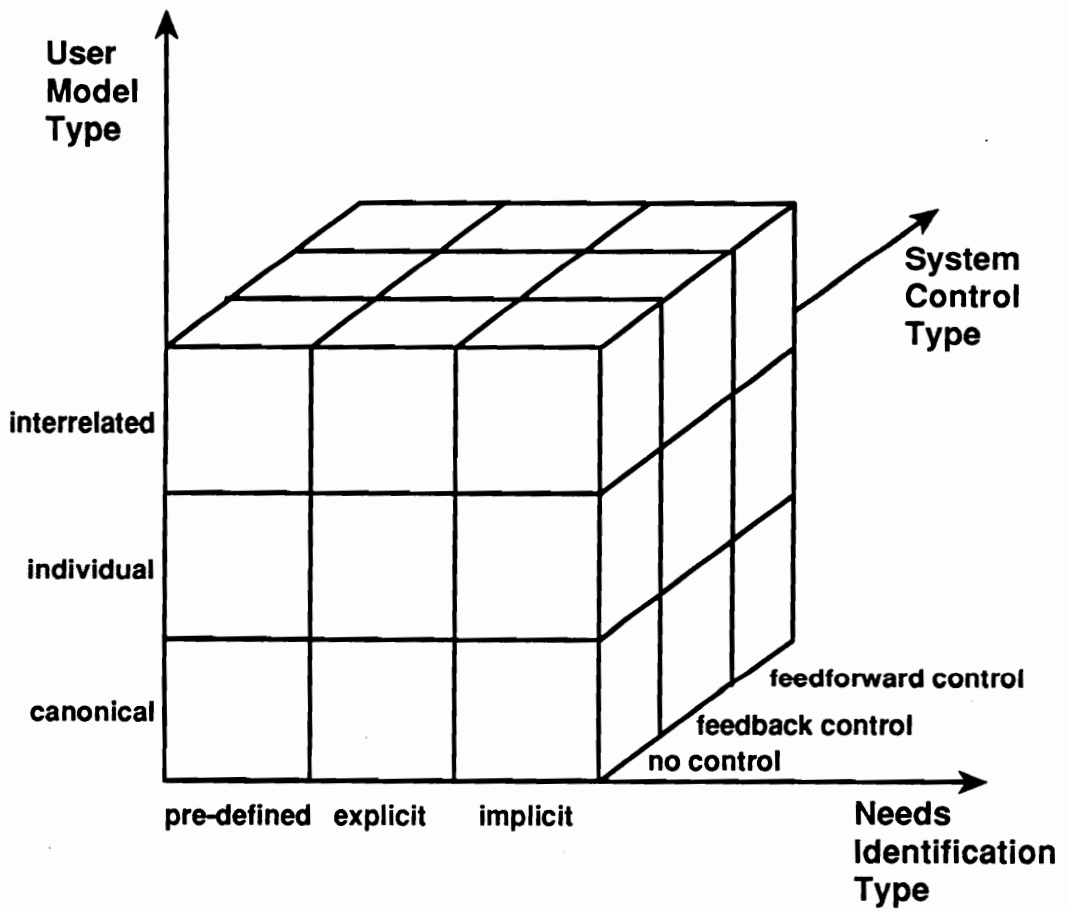 User
Model
Type
System
Control
Type
interrelated
individual
canonical
feedforward control
feedback control
no control
pre-defined explicit implicit
Needs
Identification
Type